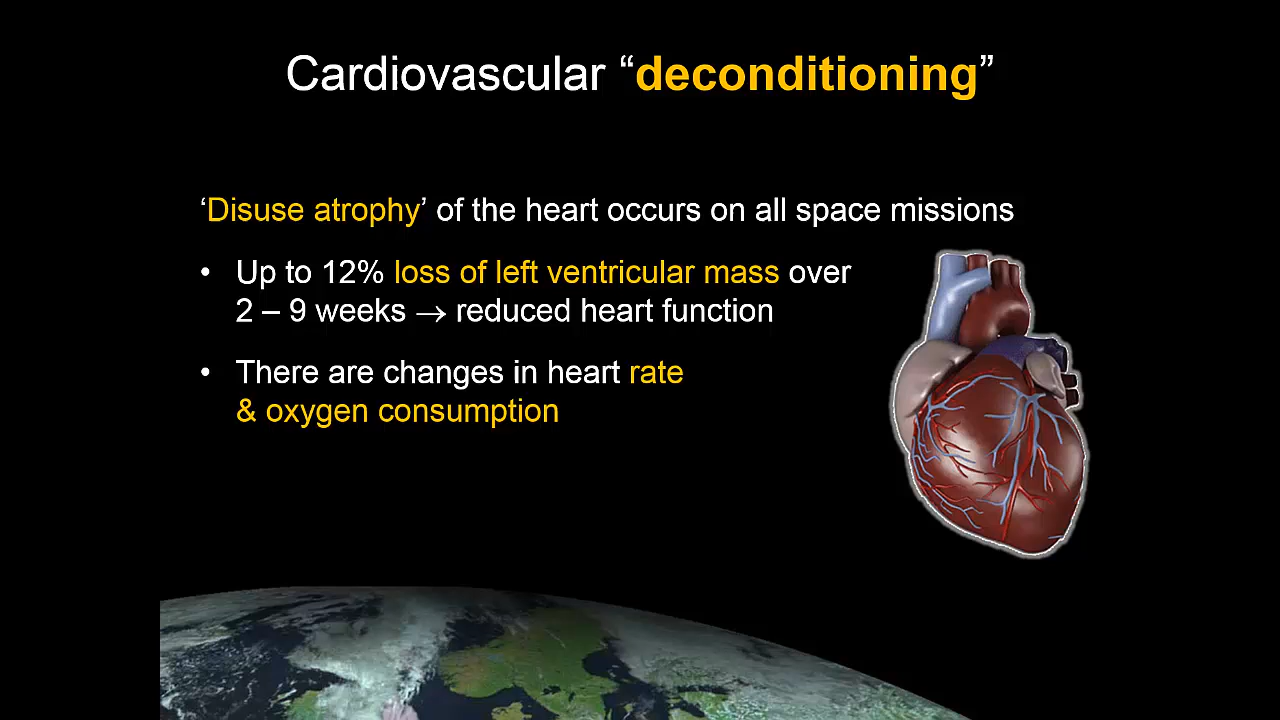 Cardiovascular “deconditioning”
‘Disuse atrophy’ of the heart occurs on all space missions
• Up to 12% loss of left ventricular mass over
2 – 9 weeks → reduced heart function
• There are changes in heart rate
& oxygen consumption